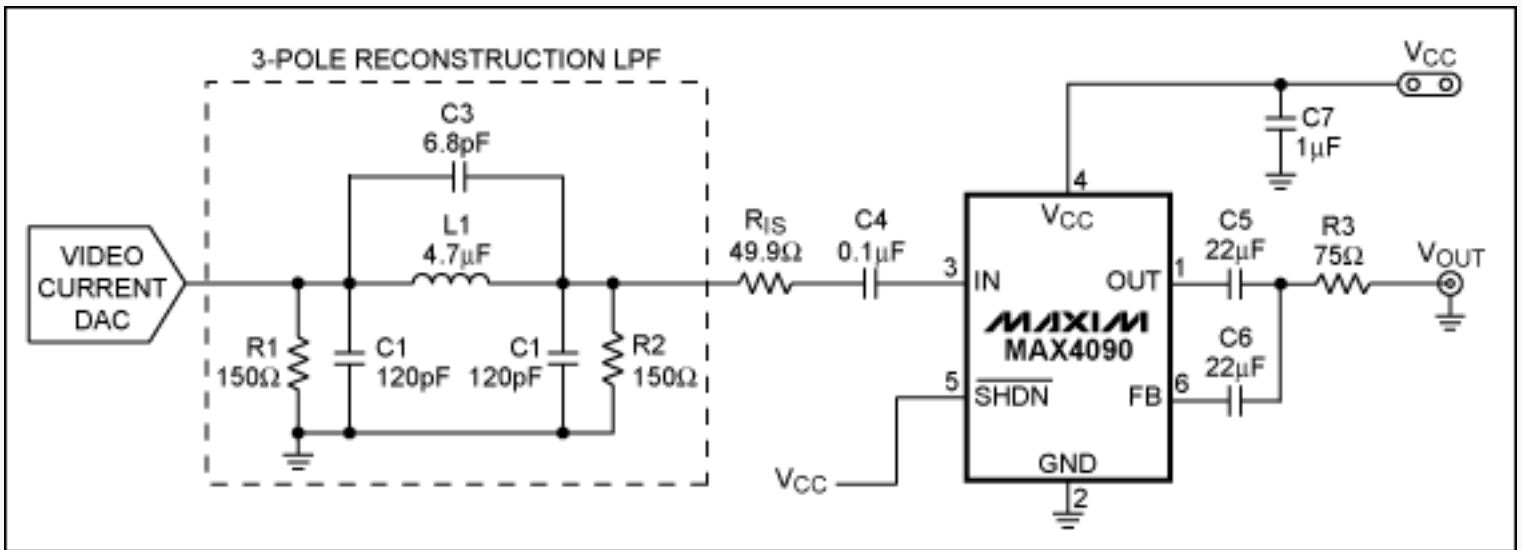 3-POLE RECONSTRUCTION LPF
C3
6.8pF
L1
4.7μF
VIDEO
CURRENT
DAC
R1
150Ω
C1
120pF
C1
120pF
R2
150Ω
RIS
49.9Ω
C4
0.1μF
3
IN
4
VCC
OUT
1
MAXIM
MAX4090
5
SHDN
FB
6
GND
2
VCC
VCC
C7
1μF
C5
22μF
C6
22μF
R3
75Ω
VOUT